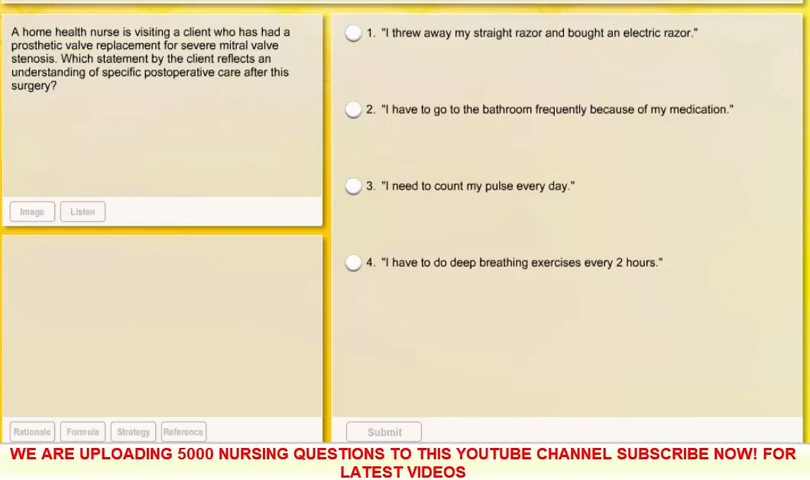 A home health nurse is visiting a client who has had a
prosthetic valve replacement for severe mitral valve
stenosis. Which statement by the client reflects an
understanding of specific postoperative care after this
surgery?
Image Listen
1. "I threw away my straight razor and bought an electric razor."
2. "I have to go to the bathroom frequently because of my medication."
3. "I need to count my pulse every day."
4. "I have to do deep breathing exercises every 2 hours."
Rationale Formula Strategy Reference
Submit
WE ARE UPLOADING 5000 NURSING QUESTIONS TO THIS YOUTUBE CHANNEL SUBSCRIBE NOW! FOR
LATEST VIDEOS